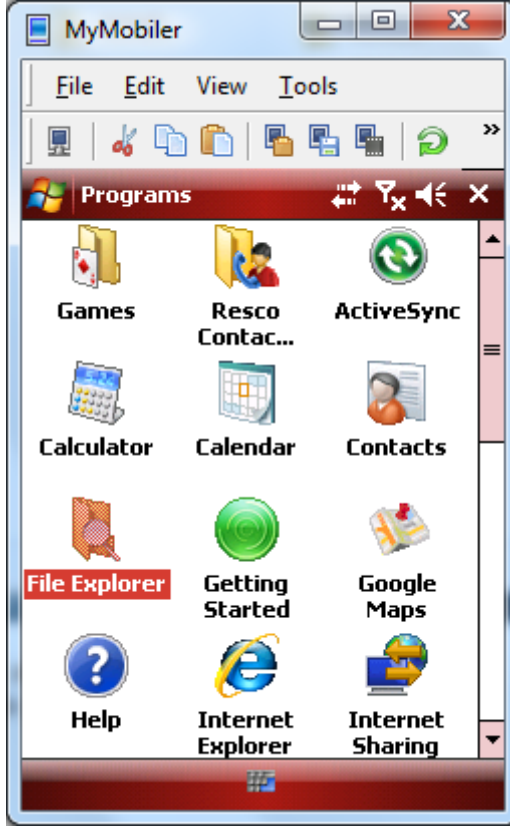 MyMobiler
File Edit View Tools
Programs
Games
Resco
Contac...
ActiveSync
Calculator
Calendar
Contacts
File Explorer
Getting
Started
Google
Maps
Help
Internet
Explorer
Internet
Sharing